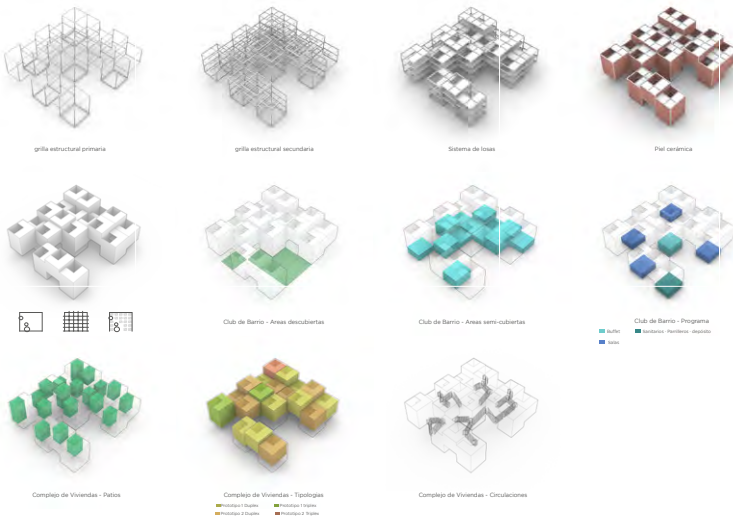 grilla estructural primaria
grilla estructural secundaria
Sistema de losas
Piel cerámica
Club de Barrio - Areas descubiertas
Club de Barrio - Areas semi-cubiertas
Club de Barrio - Programa
Buffet
Sanitarios - Parrilleros - depósito
Salas
Complejo de Viviendas - Patios
Complejo de Viviendas - Tipologías
Prototipo 1 Duplex
Prototipo 1 triplex
Prototipo 2 Duplex
Prototipo 2 Triplex
Complejo de Viviendas - Circulaciones